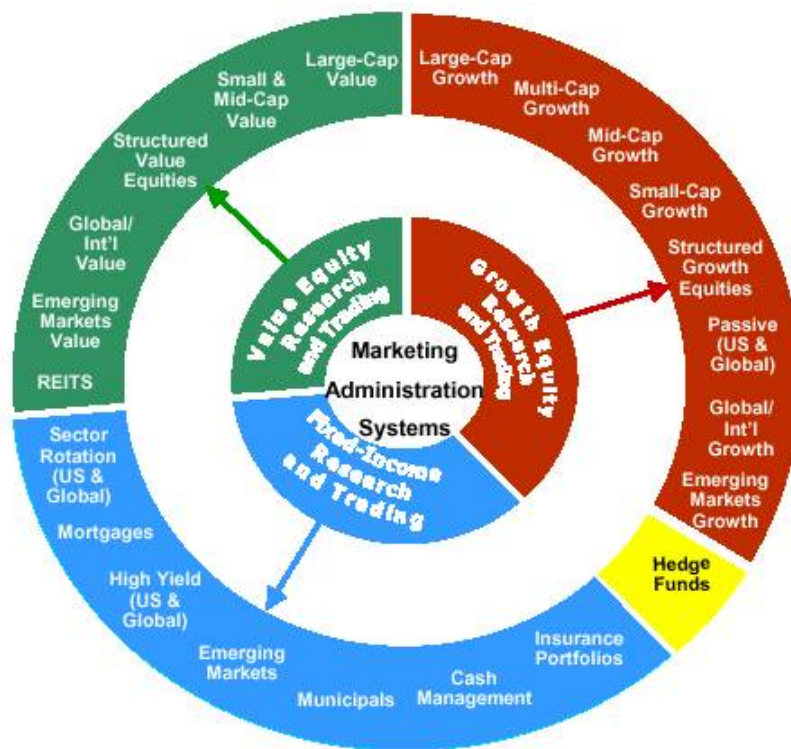 Large-Cap
Value
Small &
Mid-Cap
Value
Structured
Value
Equities
Global/
Int'l
Value
Emerging
Markets
Value
REITS
Large-Cap
Growth
Multi-Cap
Growth
Mid-Cap
Growth
Small-Cap
Growth
Structured
Growth
Equities
Passive
(US &
Global)
Global/
Int'l
Growth
Emerging
Markets
Growth
Hedge
Funds
Sector
Rotation
(US &
Global)
Mortgages
High Yield
(US &
Global)
Emerging
Markets
Municipals
Cash
Management
Insurance
Portfolios
Value Equity
Research
and Trading
Growth Equity
Research
and Trading
Fixed-Income
Research
and Trading
Marketing
Administration
Systems